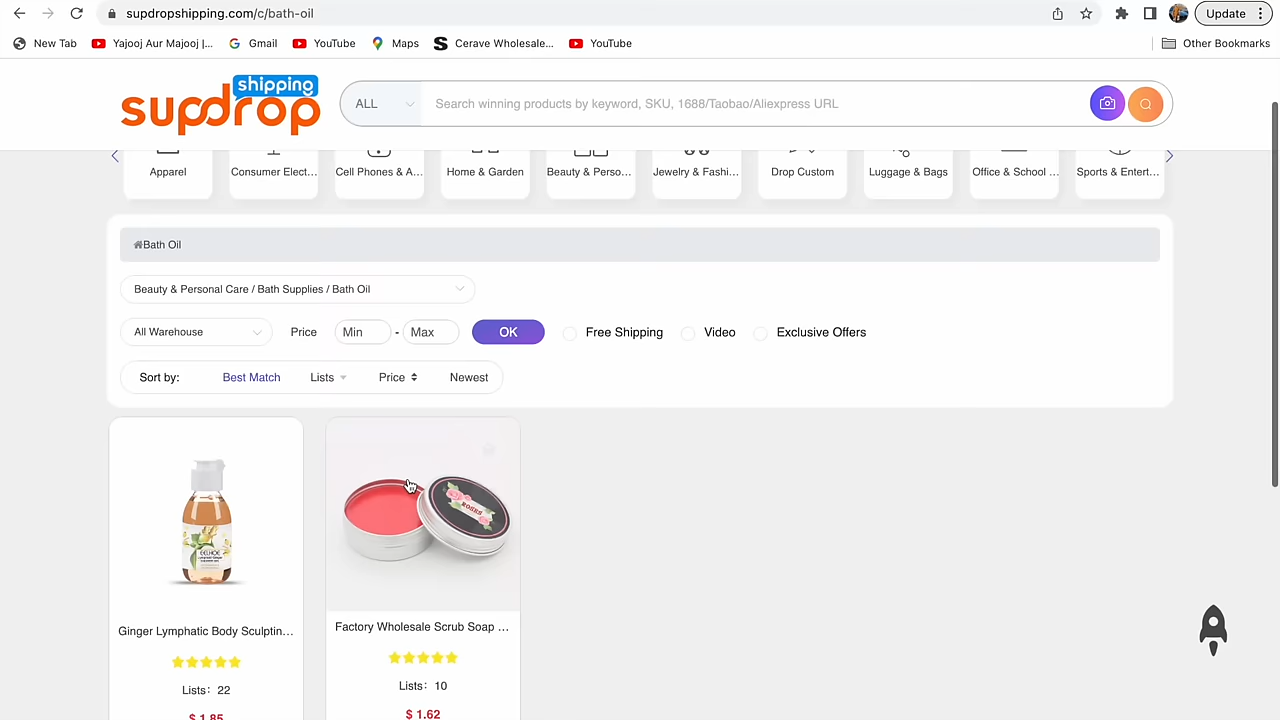 supdropshipping.com/c/bath-oil
Update
New Tab
Yajooj Aur Majooj |...
Gmail
YouTube
Maps
Cerave Wholesale...
YouTube
Other Bookmarks
shipping
supdrop
ALL
Search winning products by keyword, SKU, 1688/Taobao/Aliexpress URL
Apparel
Consumer Elect...
Cell Phones & A...
Home & Garden
Beauty & Perso...
Jewelry & Fashi...
Drop Custom
Luggage & Bags
Office & School ...
Sports & Entert...
Bath Oil
Beauty & Personal Care / Bath Supplies / Bath Oil
All Warehouse
Price
Min
-
Max
OK
Free Shipping
Video
Exclusive Offers
Sort by:
Best Match
Lists
Price
Newest
EELHOE
ROSES
Ginger Lymphatic Body Sculptin...
Factory Wholesale Scrub Soap ...
Lists: 22
Lists: 10
$ 1.85
$ 1.62